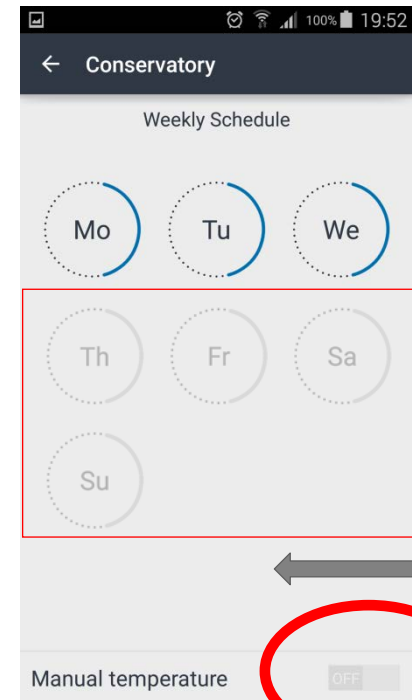 100% 19:52
← Conservatory
Weekly Schedule
Mo Tu We
Th Fr Sa
Su
Manual temperature OFF